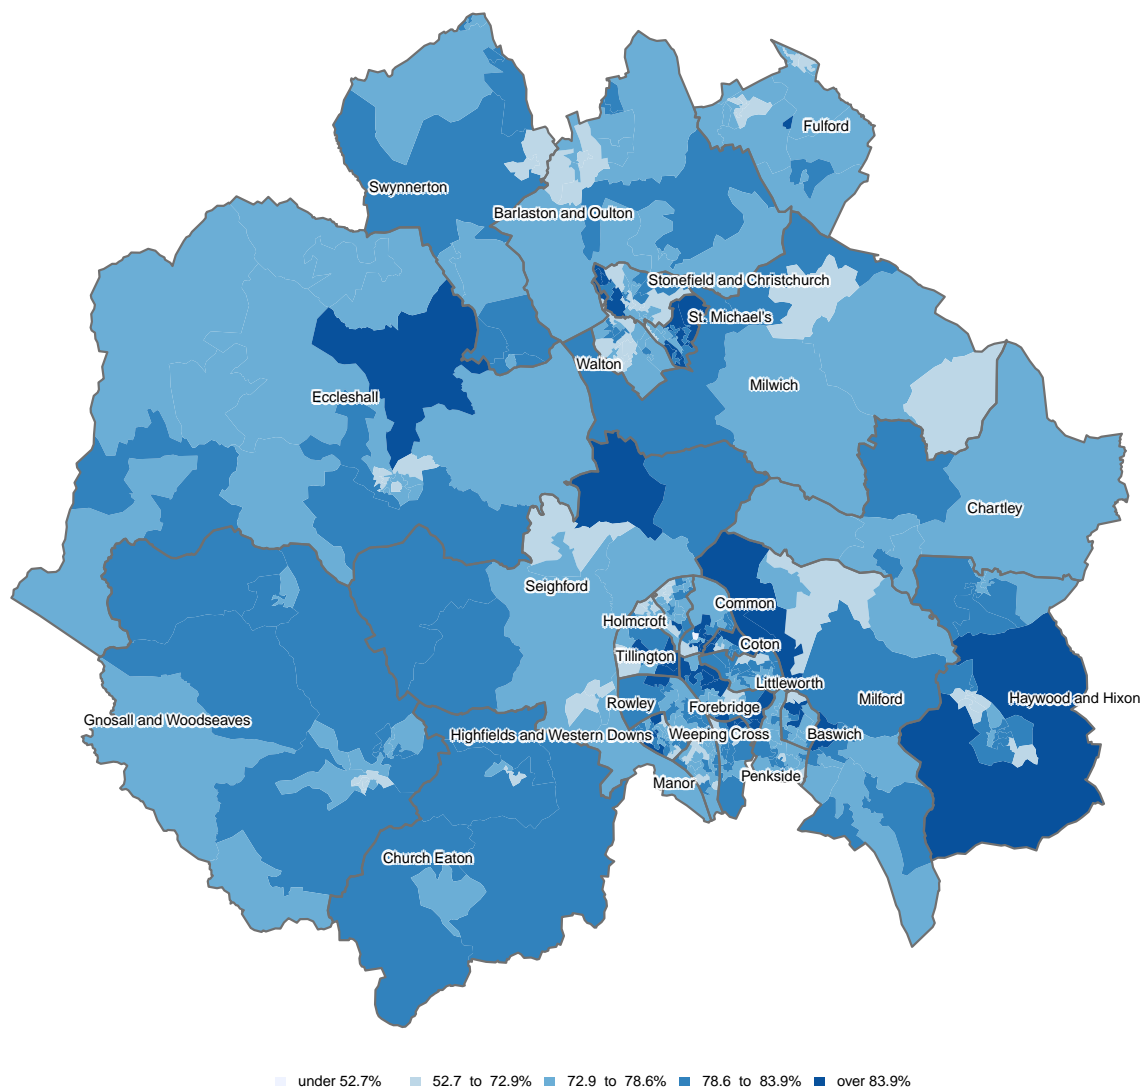 Fulford
Swynnerton
Barlaston and Oulton
Stonefield and Christchurch
St. Michael's
Walton
Milwich
Eccleshall
Chartley
Seighford
Common
Holmcroft
Coton
Tillington
Littleworth
Milford
Haywood and Hixon
Rowley
Forebridge
Gnosall and Woodseaves
Highfields and Western Downs
Weeping Cross
Baswich
Penkside
Manor
Church Eaton
under 52.7% 52.7 to 72.9% 72.9 to 78.6% 78.6 to 83.9% over 83.9%